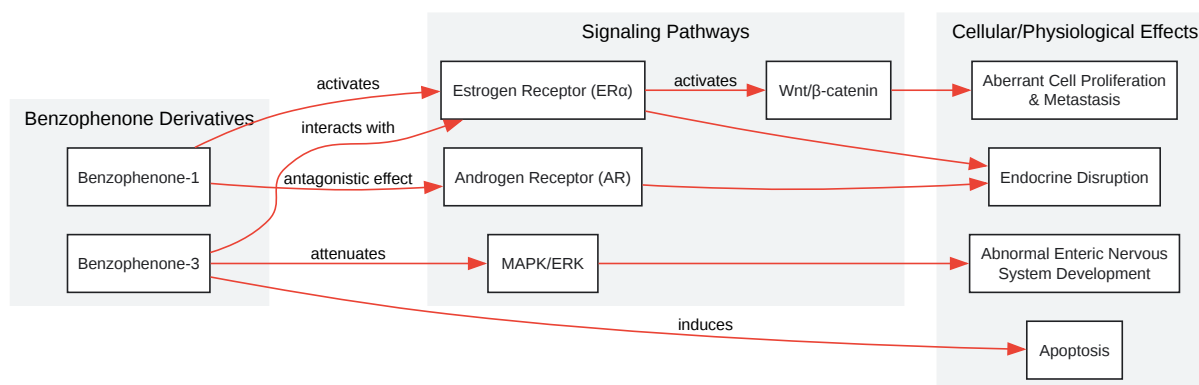 Signaling Pathways
Cellular/Physiological Effects
activates
Estrogen Receptor (ERα)
activates
Wnt/β-catenin
Aberrant Cell Proliferation
& Metastasis
Benzophenone Derivatives
interacts with
Benzophenone-1
antagonistic effect
Androgen Receptor (AR)
Endocrine Disruption
Benzophenone-3
attenuates
MAPK/ERK
Abnormal Enteric Nervous
System Development
induces
Apoptosis